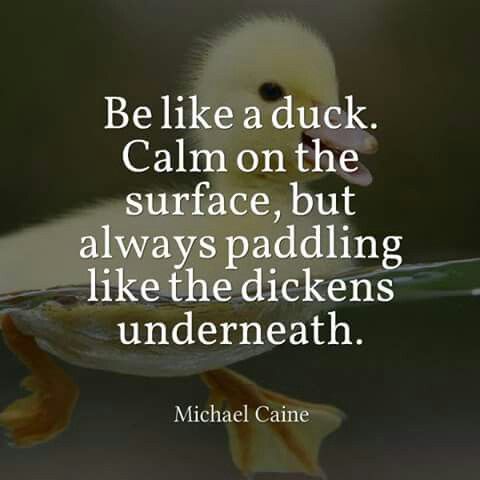 Be like a duck.
Calm on the
surface, but
always paddling
like the dickens
underneath.
Michael Caine